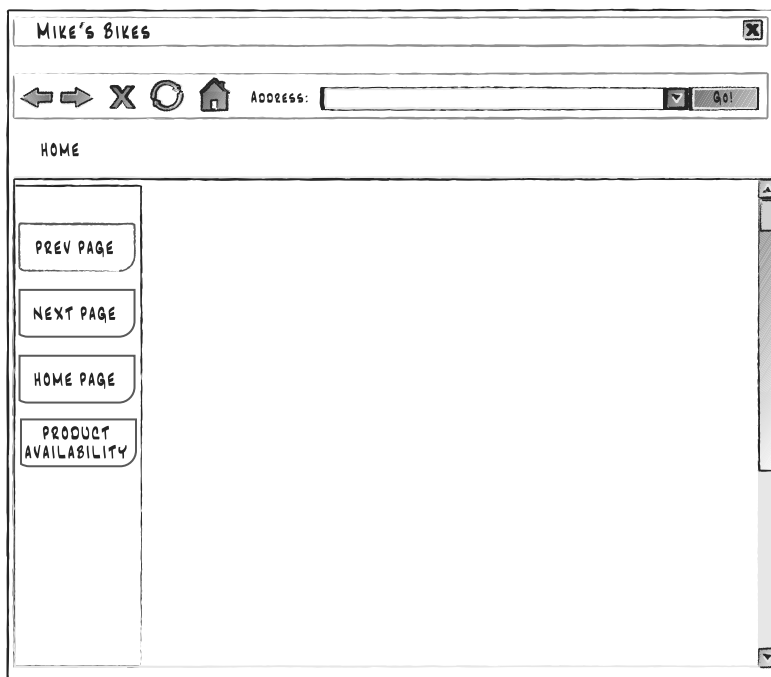 MIKE'S BIKES
ADDRESS:
GO!
HOME
PREV PAGE
NEXT PAGE
HOME PAGE
PRODUCT
AVAILABILITY